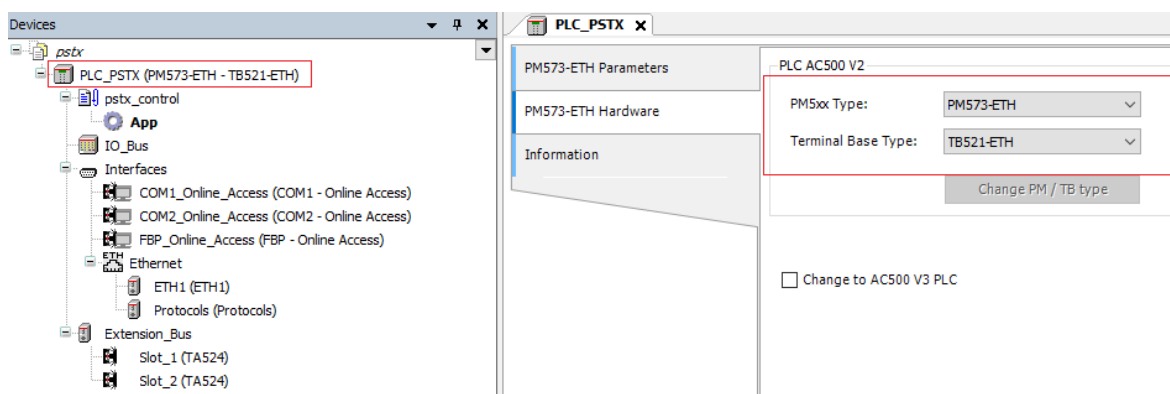 Devices
pstx
PLC_PSTX (PM573-ETH - TB521-ETH)
pstx_control
App
IO_Bus
Interfaces
COM1_Online_Access (COM1 - Online Access)
COM2_Online_Access (COM2 - Online Access)
FBP_Online_Access (FBP - Online Access)
ETH
Ethernet
ETH1 (ETH1)
Protocols (Protocols)
Extension_Bus
Slot_1 (TA524)
Slot_2 (TA524)
PLC_PSTX
PM573-ETH Parameters
PM573-ETH Hardware
Information
PLC AC500 V2
PM5xx Type: PM573-ETH
Terminal Base Type: TB521-ETH
Change PM / TB type
Change to AC500 V3 PLC